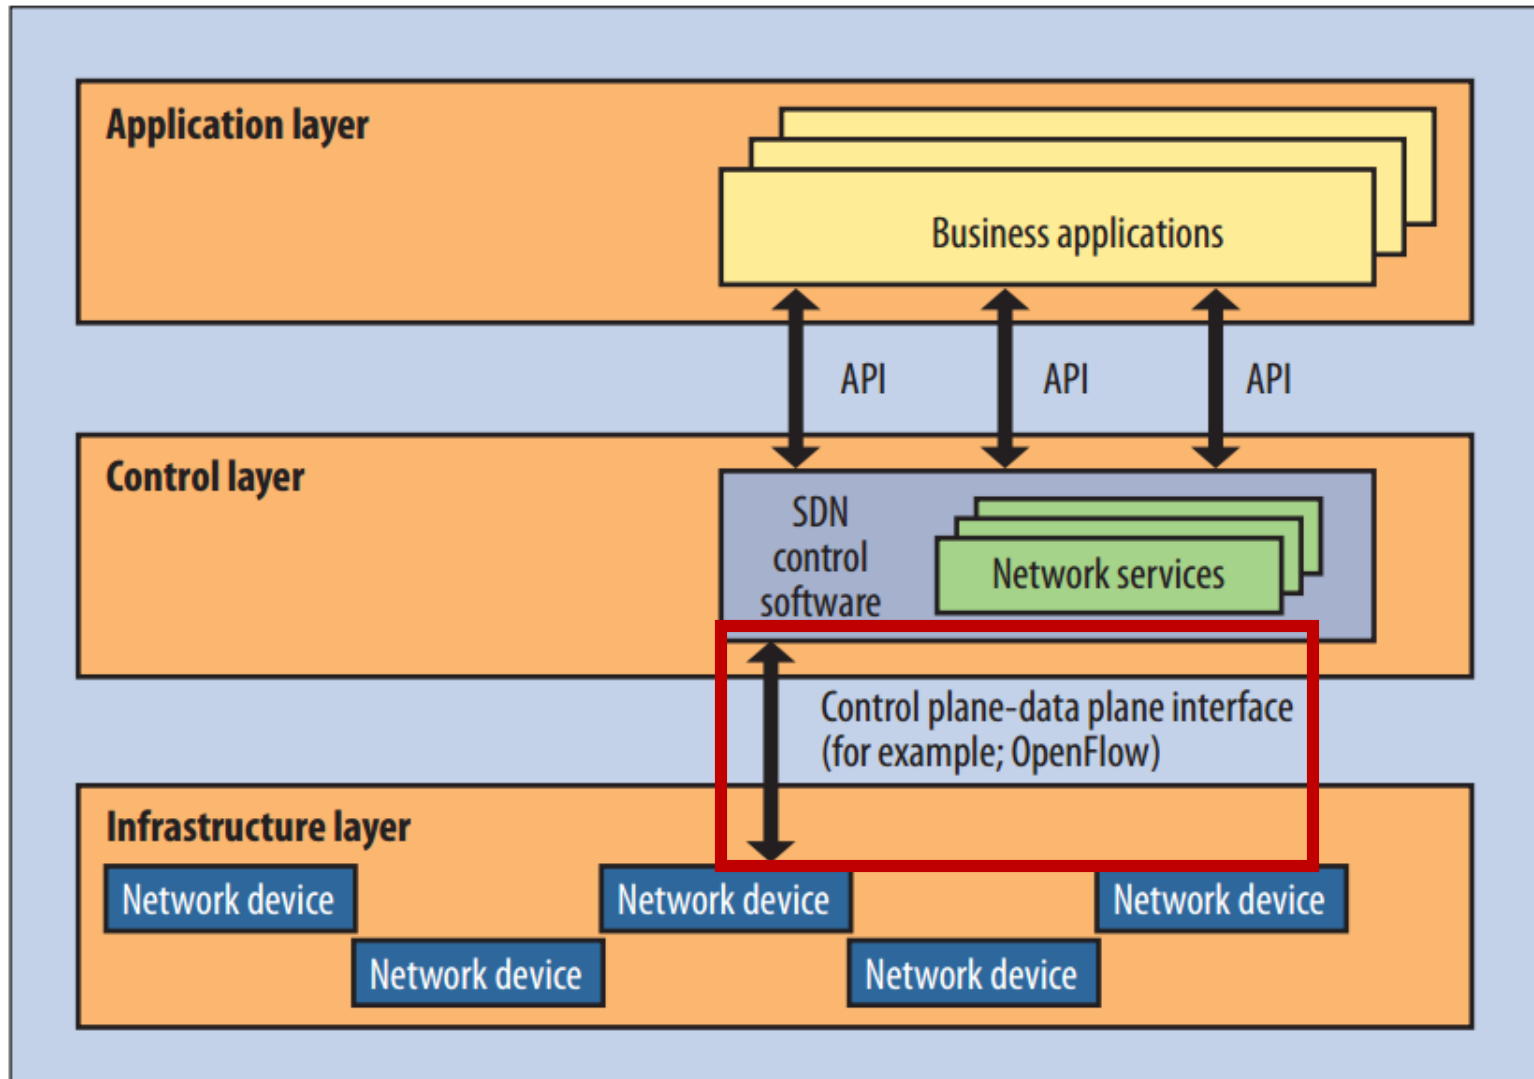 Application layer
Business applications
API
API
API
Control layer
SDN
control
software
Network services
Control plane-data plane interface
(for example; OpenFlow)
Infrastructure layer
Network device
Network device
Network device
Network device
Network device